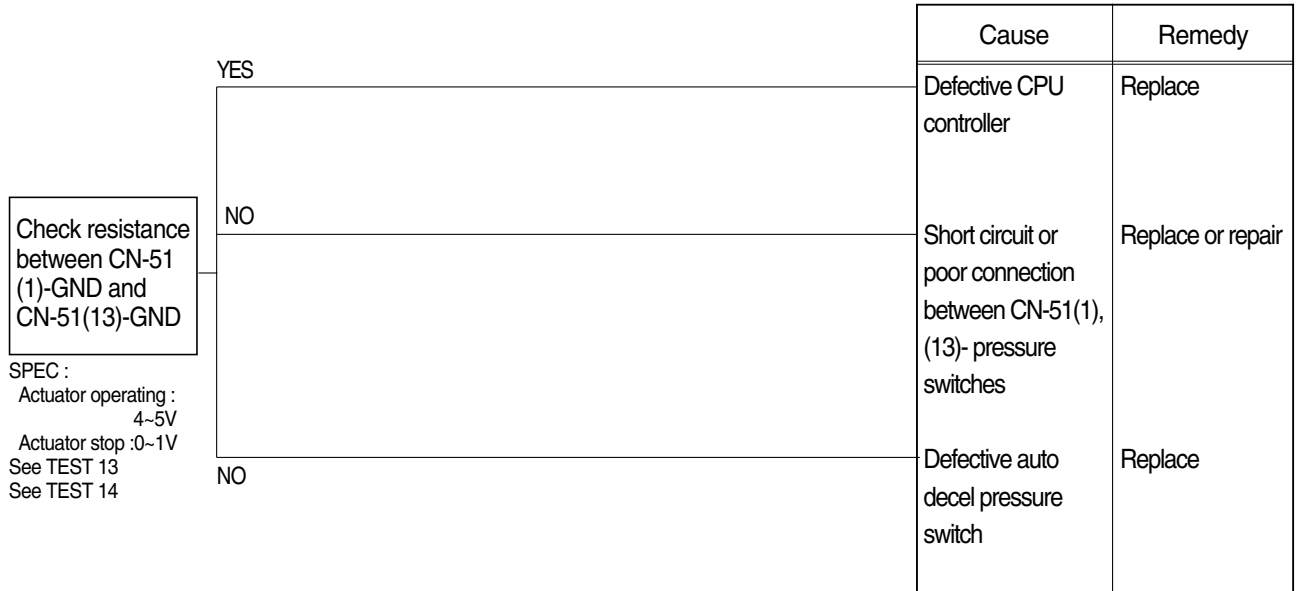 Cause
Remedy
YES
Defective CPU
controller
Replace
Check resistance
between CN-51
(1)-GND and
CN-51(13)-GND
SPEC :
Actuator operating :
4~5V
Actuator stop :0~1V
See TEST 13
See TEST 14
NO
Short circuit or
poor connection
between CN-51(1),
(13)- pressure
switches
Replace or repair
NO
Defective auto
decel pressure
switch
Replace